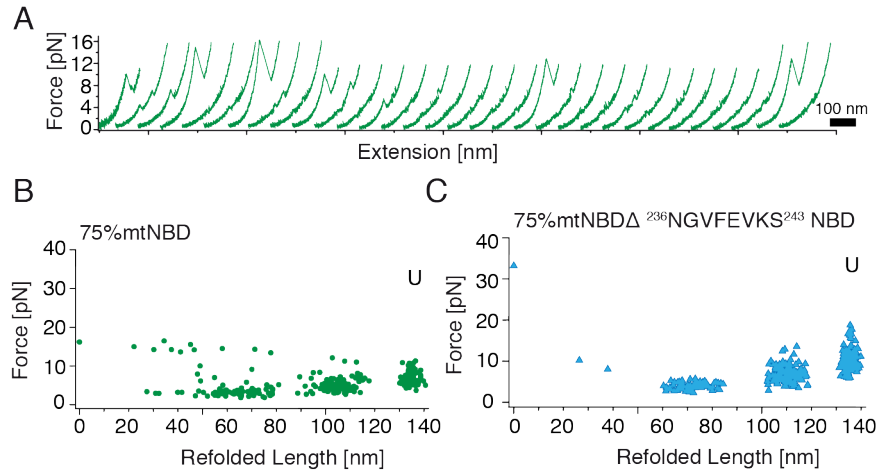 A
Force [pN]
16
12
8
4
0
100 nm
Extension [nm]
B
75%mtNBD
40
30
20
10
0
Force [pN]
U
0 20 40 60 80 100 120 140
Refolded Length [nm]
C
75%mtNBDΔ ²³⁶NGVFEVKS²⁴³ NBD
40
30
20
10
0
Force [pN]
U
0 20 40 60 80 100 120 140
Refolded Length [nm]